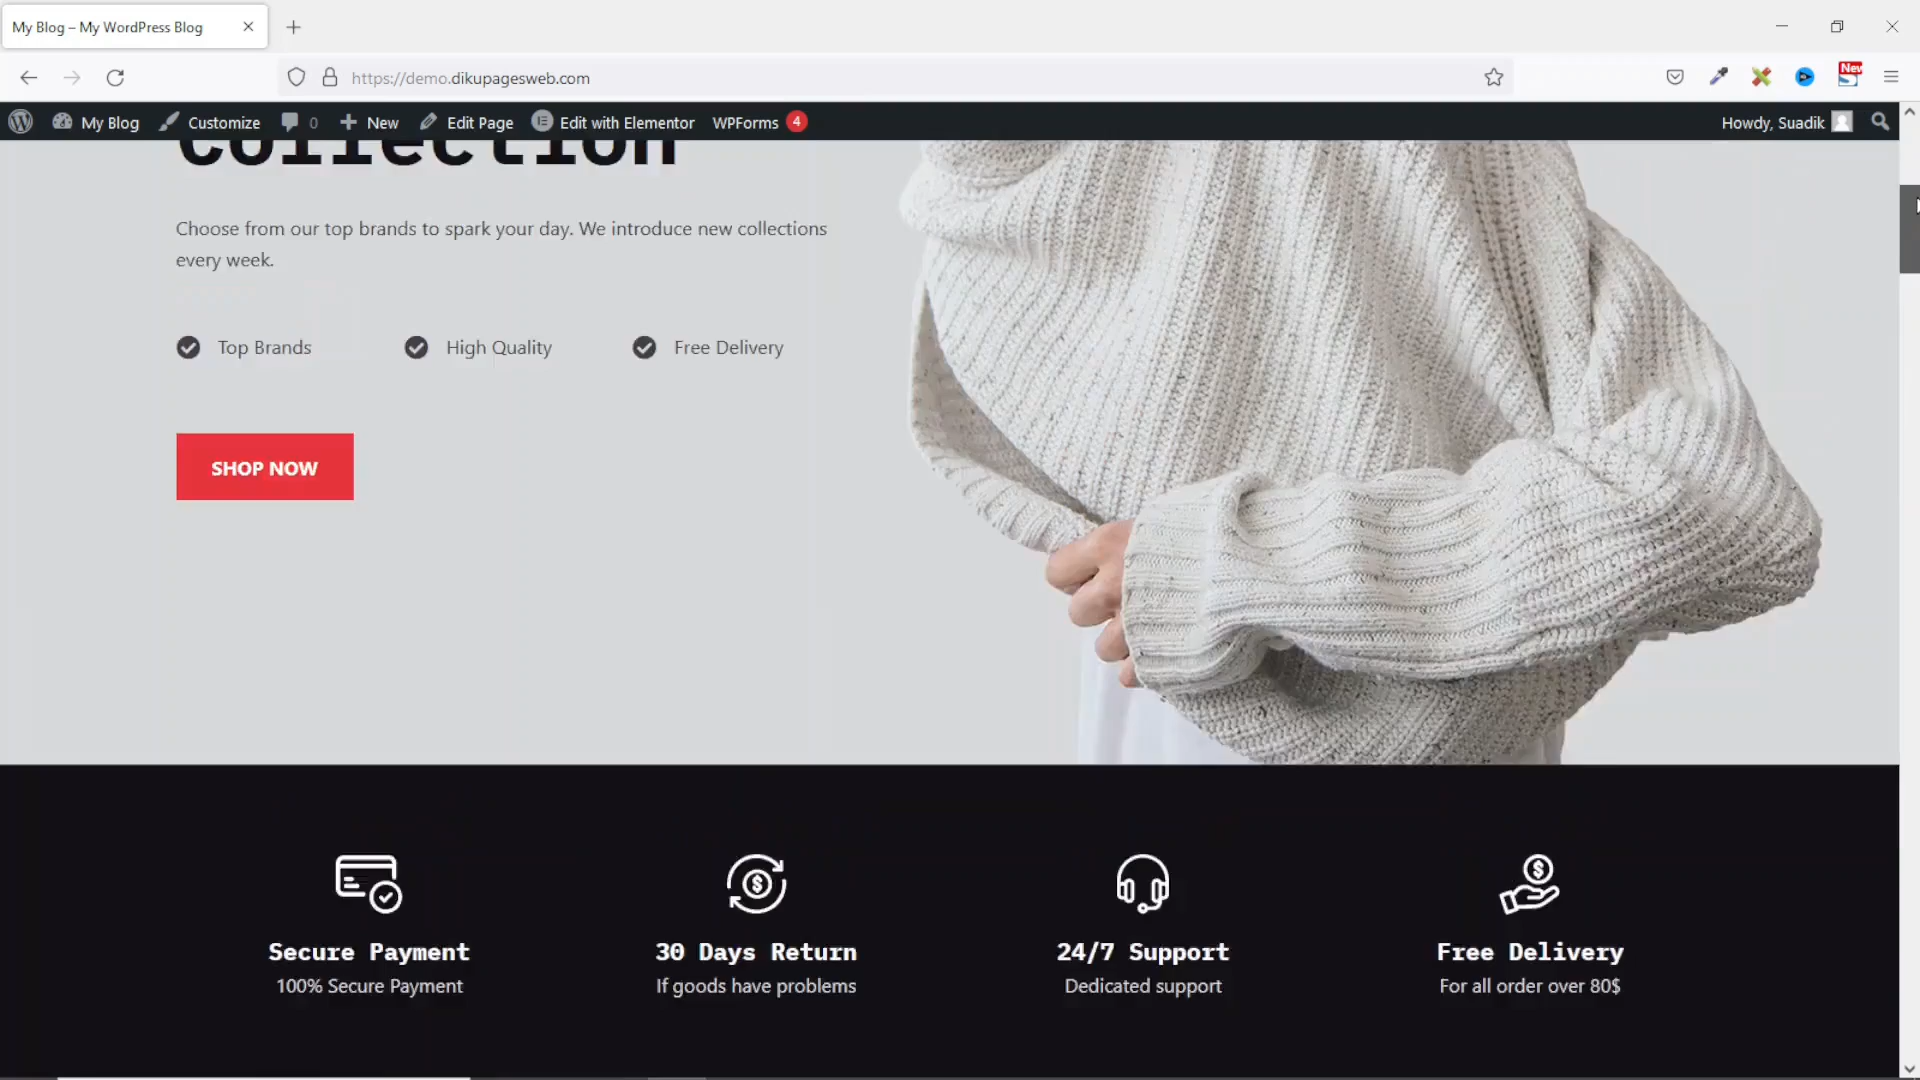 My Blog – My WordPress Blog
https://demo.dikupagesweb.com
New
My Blog
Customize
0
New
Edit Page
Edit with Elementor
WPForms 4
Howdy, Suadik
Collection
Choose from our top brands to spark your day. We introduce new collections
every week.
Top Brands
High Quality
Free Delivery
SHOP NOW
Secure Payment
100% Secure Payment
30 Days Return
If goods have problems
24/7 Support
Dedicated support
Free Delivery
For all order over 80$